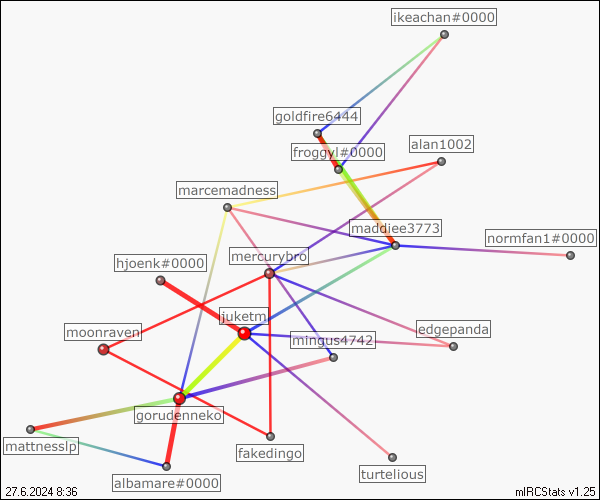 ikeachan#0000
goldfire6444
alan1002
froggyl#0000
marcemadness
maddiee3773
normfan1#0000
mercurybro
hjoenk#0000
juketm
edgepanda
moonraven
mingus4742
gorudenneko
mattnesslp
fakedingo
turtelious
albamare#0000
27.6.2024 8:36
mIRCStats v1.25